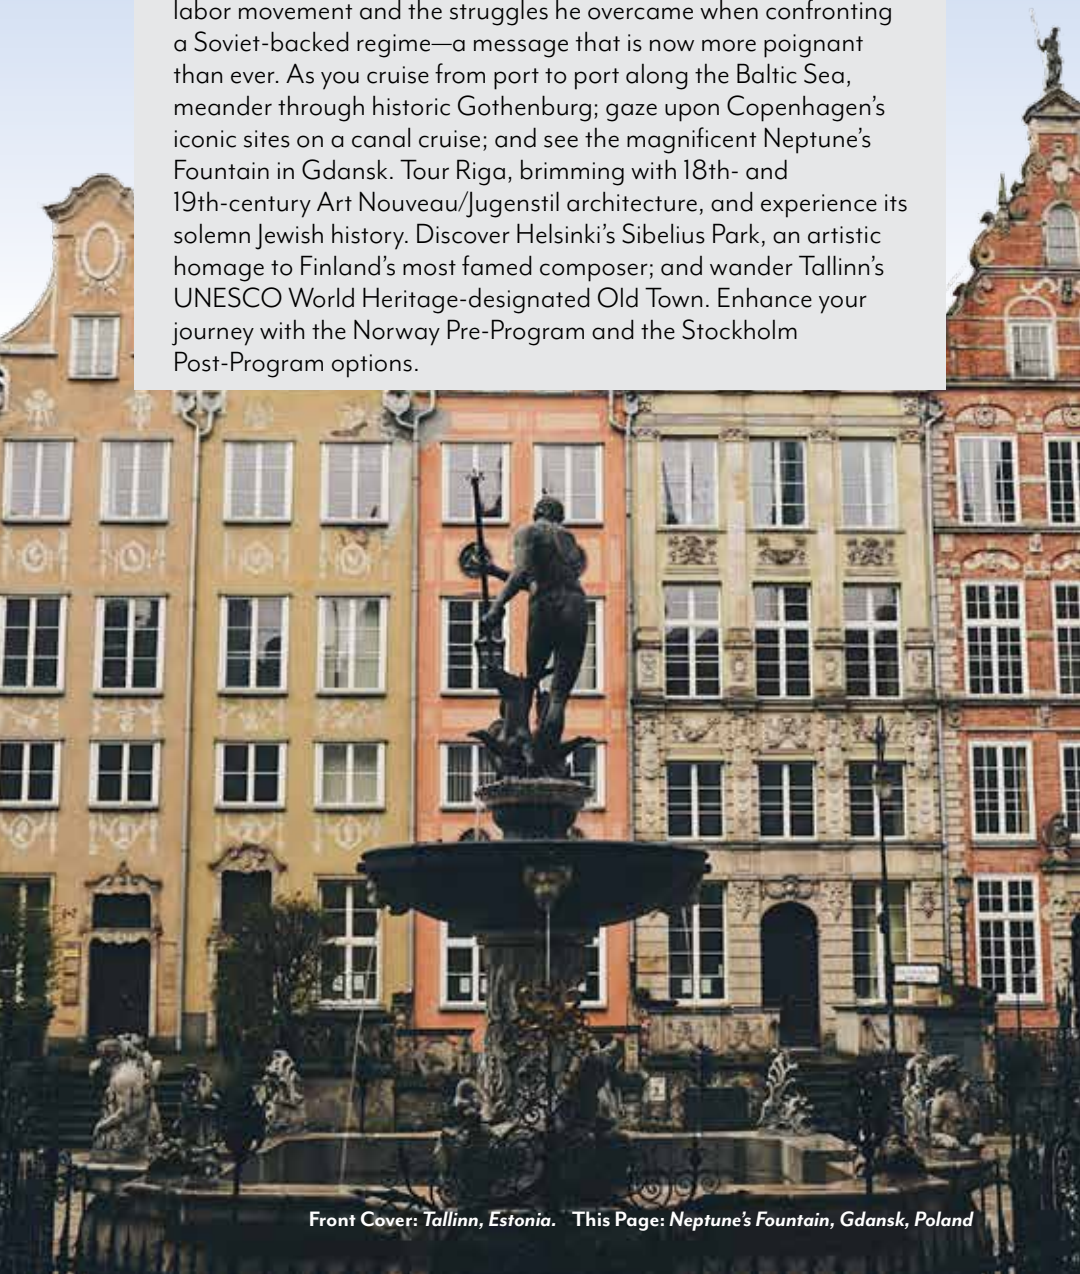 labor movement and the struggles he overcame when confronting
a Soviet-backed regime—a message that is now more poignant
than ever. As you cruise from port to port along the Baltic Sea,
meander through historic Gothenburg; gaze upon Copenhagen’s
iconic sites on a canal cruise; and see the magnificent Neptune’s
Fountain in Gdansk. Tour Riga, brimming with 18th- and
19th-century Art Nouveau/Jugenstil architecture, and experience its
solemn Jewish history. Discover Helsinki’s Sibelius Park, an artistic
homage to Finland’s most famed composer; and wander Tallinn’s
UNESCO World Heritage-designated Old Town. Enhance your
journey with the Norway Pre-Program and the Stockholm
Post-Program options.
Front Cover: Tallinn, Estonia. This Page: Neptune’s Fountain, Gdansk, Poland